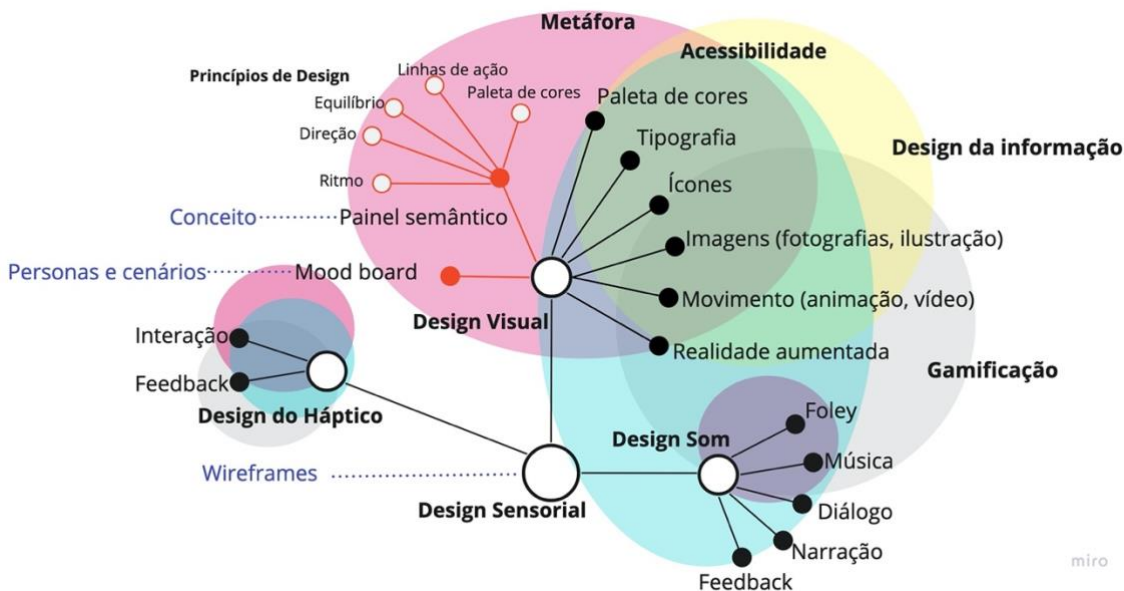 Metáfora
Acessibilidade
Linhas de ação
Princípios de Design
Paleta de cores
Equilíbrio
Paleta de cores
Direção
Tipografia
Design da informação
Ritmo
Ícones
Conceito
Painel semântico
Imagens (fotografias, ilustração)
Personas e cenários
Mood board
Movimento (animação, vídeo)
Design Visual
Interação
Realidade aumentada
Gamificação
Feedback
Design do Háptico
Foley
Design Som
Música
Wireframes
Design Sensorial
Diálogo
Narração
Feedback
miro